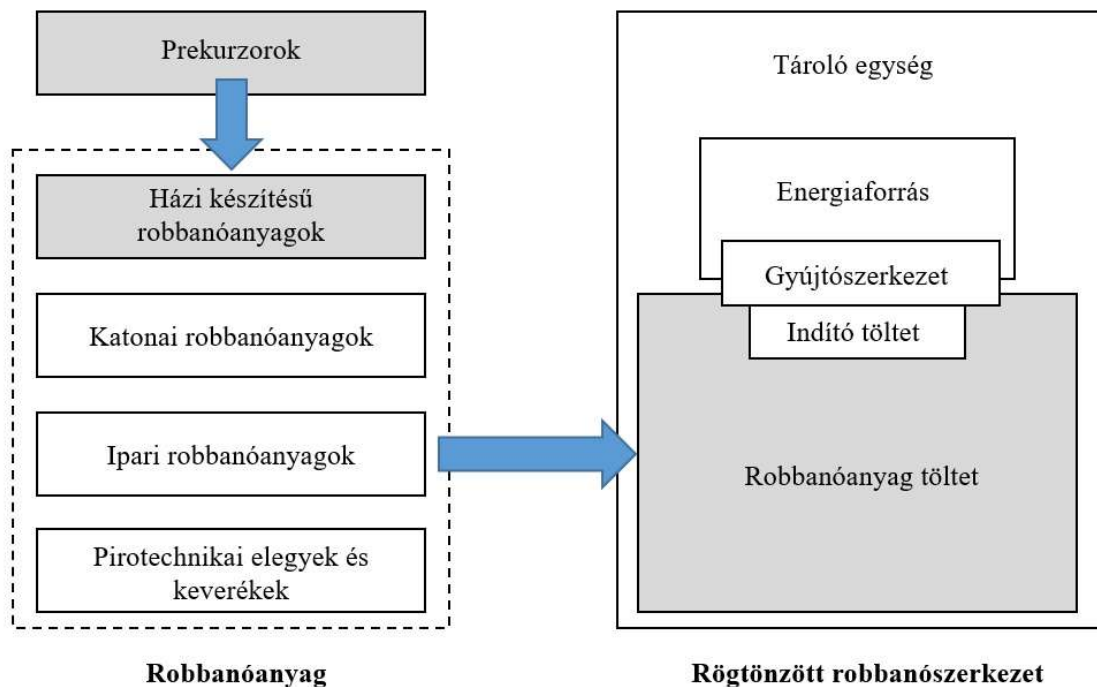 Prekurzorok
Házi készítésű
robbanóanyagok
Katonai robbanóanyagok
Ipari robbanóanyagok
Pirotechnikai elegyek és
keverékek
Robbanóanyag
Tároló egység
Energiaforrás
Gyújtószerkezet
Indító töltet
Robbanóanyag töltet
Rögtönzött robbanószerkezet